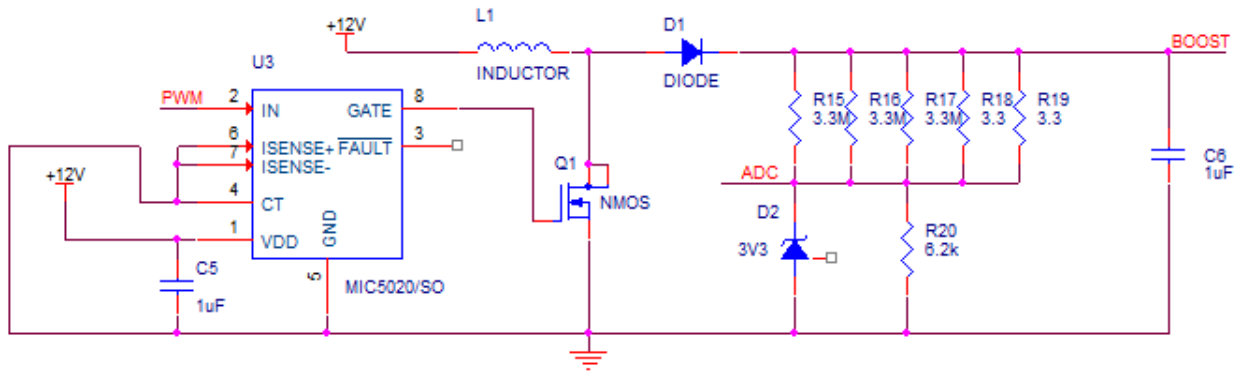 +12V
L1
INDUCTOR
D1
DIODE
BOOST
U3
PWM
2
IN
GATE
8
6
ISENSE+
FAULT
3
7
ISENSE-
+12V
4
CT
1
VDD
GND
5
MIC5020/SO
C5
1uF
Q1
NMOS
R15
3.3M
R16
3.3M
R17
3.3M
R18
3.3
R19
3.3
ADC
D2
3V3
R20
6.2k
C6
1uF